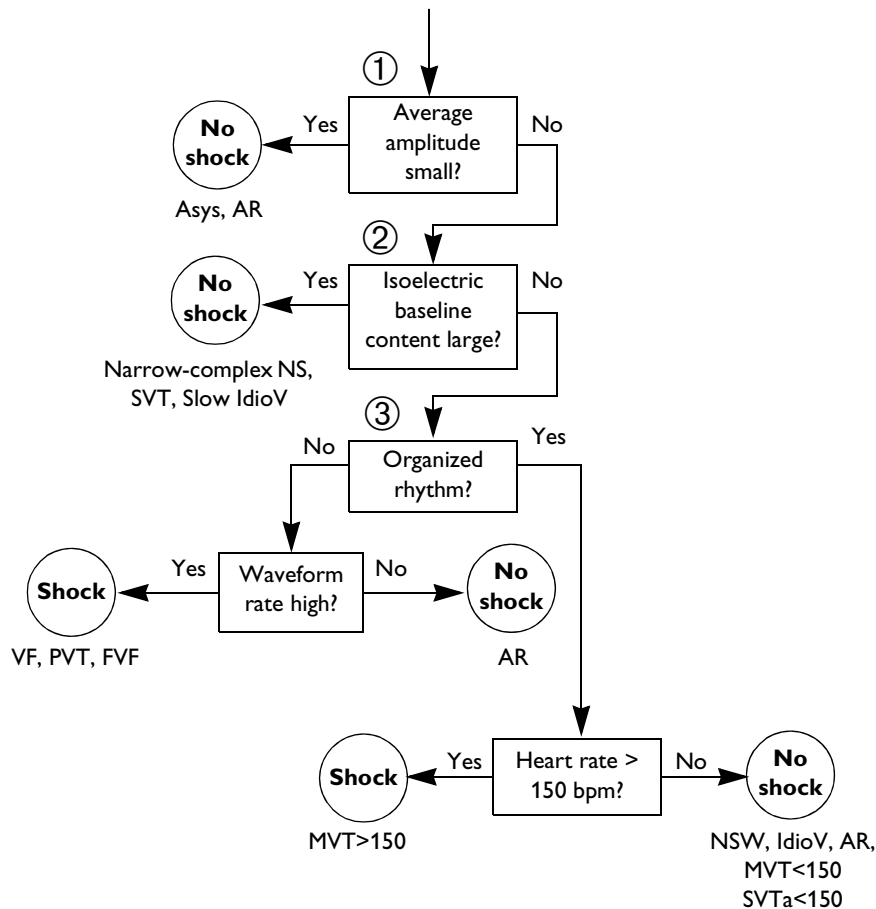 ①
Average
amplitude
small?
Yes
No
No
shock
Asys, AR
②
Isoelectric
baseline
content large?
Yes
No
No
shock
Narrow-complex NS,
SVT, Slow IdioV
③
Organized
rhythm?
No
Yes
Waveform
rate high?
Yes
No
Shock
VF, PVT, FVF
No
shock
AR
Heart rate >
150 bpm?
Yes
No
Shock
MVT>150
No
shock
NSW, IdioV, AR,
MVT<150
SVTa<150